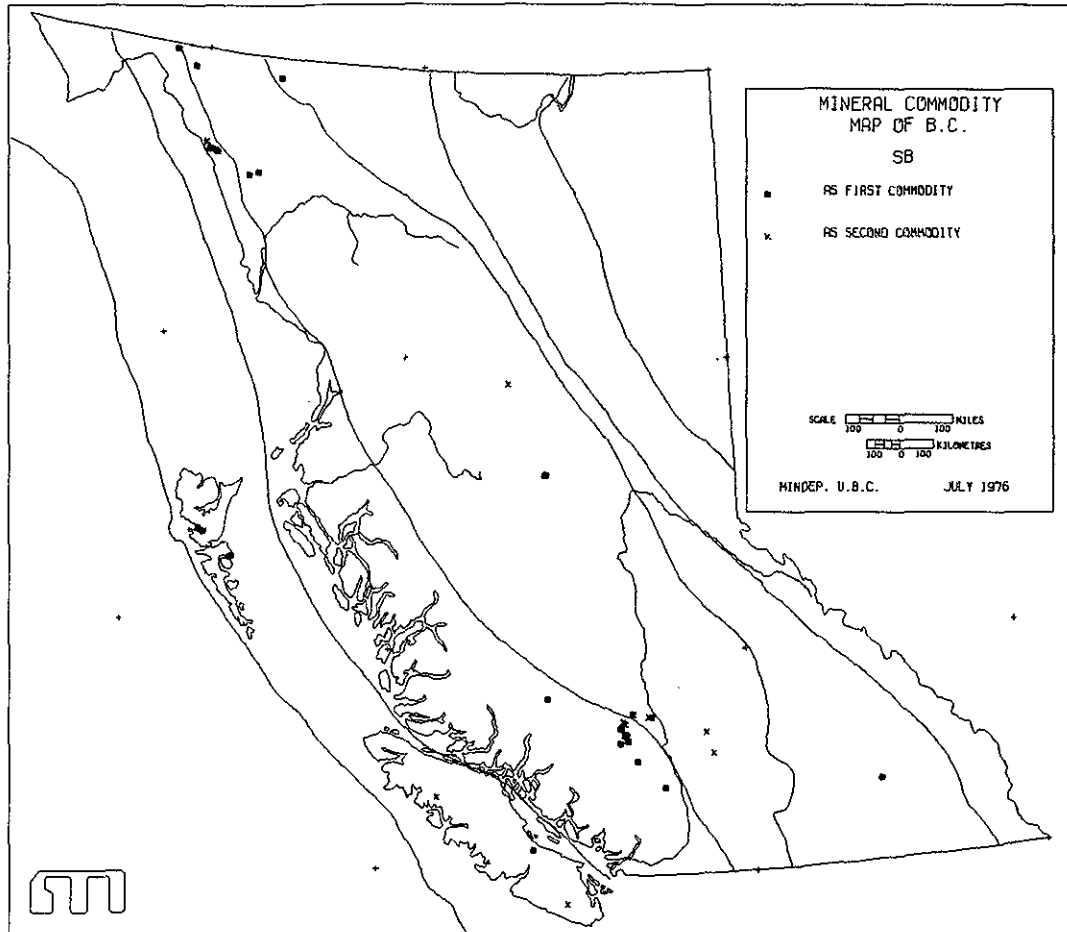 MINERAL COMMODITY
MAP OF B.C.
SB
AS FIRST COMMODITY
AS SECOND COMMODITY
SCALE 100 0 100 MILES
100 0 100 KILOMETRES
MINDEP. U.B.C. JULY 1976